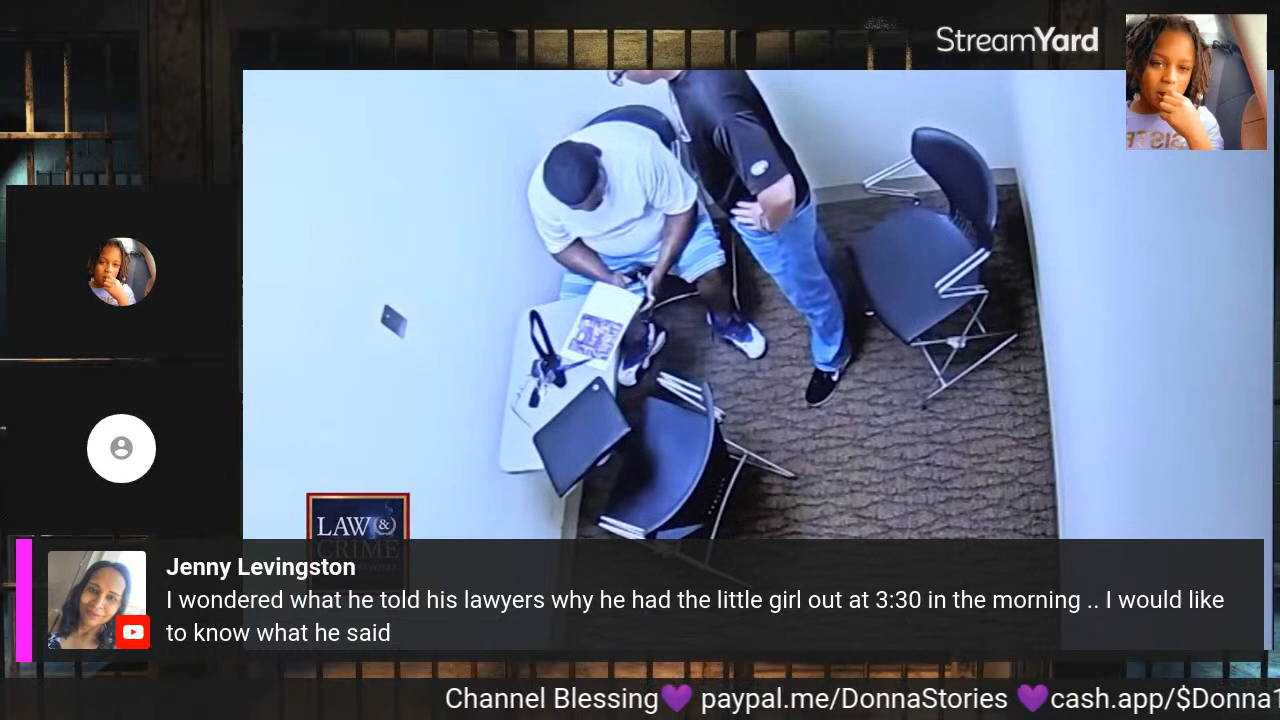 StreamYard
SISTE
LAW &
CRIME
Jenny Levingston
I wondered what he told his lawyers why he had the little girl out at 3:30 in the morning .. I would like
to know what he said
Channel Blessing💜 paypal.me/DonnaStories 💜cash.app/$Donna1